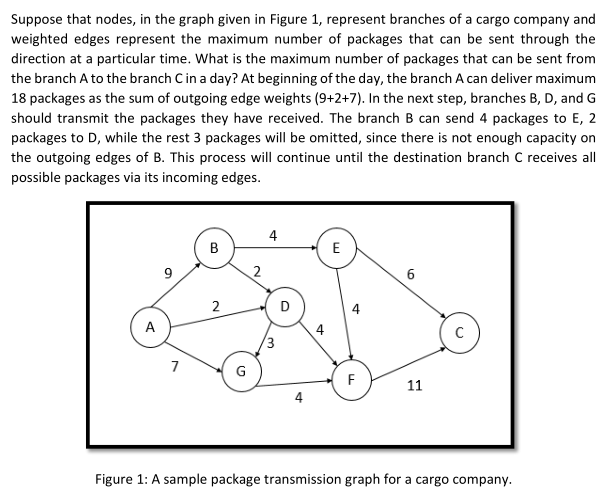 Suppose that nodes, in the graph given in Figure 1, represent branches of a cargo company and
weighted edges represent the maximum number of packages that can be sent through the
direction at a particular time. What is the maximum number of packages that can be sent from
the branch A to the branch C in a day? At beginning of the day, the branch A can deliver maximum
18 packages as the sum of outgoing edge weights (9+2+7). In the next step, branches B, D, and G
should transmit the packages they have received. The branch B can send 4 packages to E, 2
packages to D, while the rest 3 packages will be omitted, since there is not enough capacity on
the outgoing edges of B. This process will continue until the destination branch C receives all
possible packages via its incoming edges.
4
B
E
9
2
6
2
D
4
A
4
C
3
7
G
F
11
4
Figure 1: A sample package transmission graph for a cargo company.